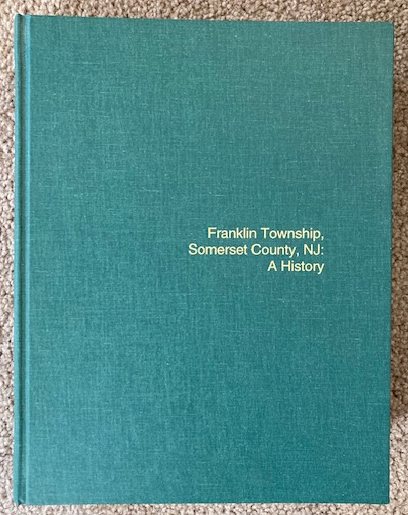 Franklin Township,
Somerset County, NJ:
A History